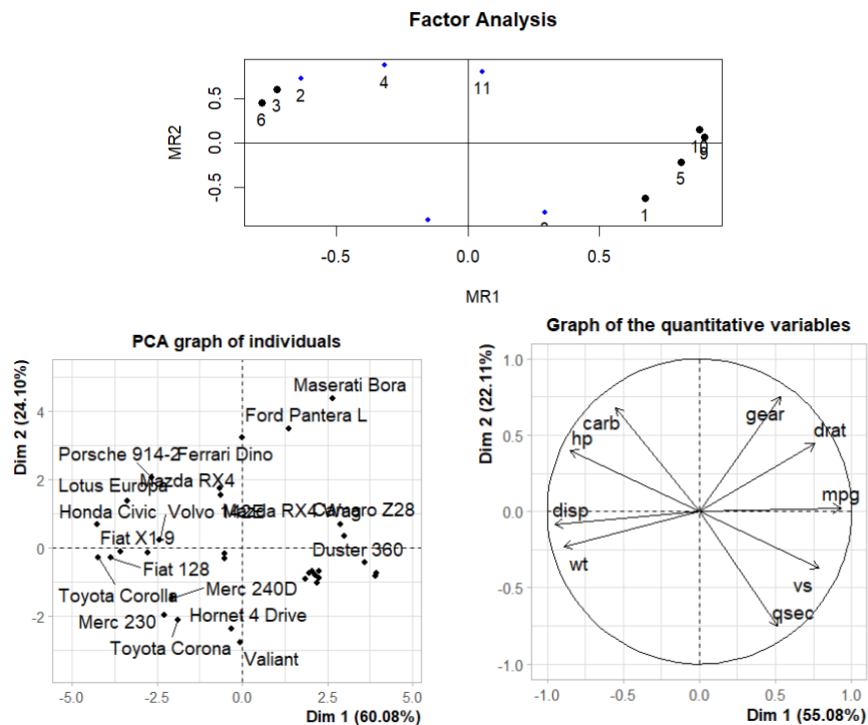 Factor Analysis
MR2
0.5
0.0
-0.5
6
3
2
4
11
10
9
5
1
-0.5
0.0
0.5
MR1
PCA graph of individuals
Dim 2 (24.10%)
4
2
0
-2
Maserati Bora
Ford Pantera L
Porsche 914-2
Ferrari Dino
Mazda RX4
Lotus Europa
Mazda RX4 Wag
Camaro Z28
Honda Civic
Volvo 142E
Fiat X1-9
Duster 360
Fiat 128
Toyota Corolla
Merc 240D
Merc 230
Hornet 4 Drive
Toyota Corona
Valiant
-5.0
-2.5
0.0
2.5
5.0
Dim 1 (60.08%)
Graph of the quantitative variables
Dim 2 (22.11%)
1.0
0.5
0.0
-0.5
-1.0
carb
gear
hp
drat
mpg
disp
wt
vs
qsec
-1.0
-0.5
0.0
0.5
1.0
Dim 1 (55.08%)